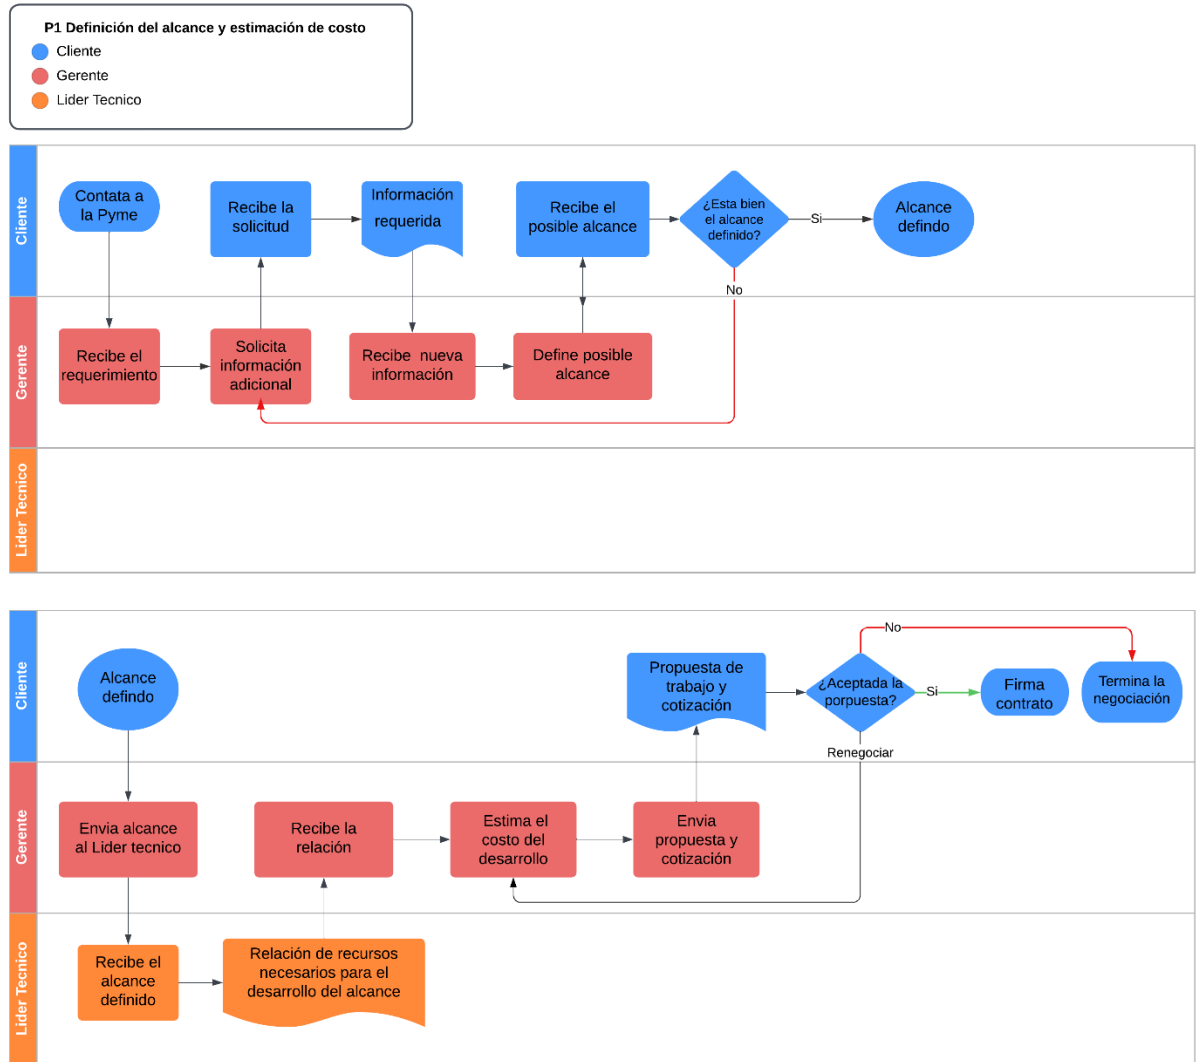 P1 Definición del alcance y estimación de costo
Cliente
Gerente
Lider Tecnico
Cliente
Contata a
la Pyme
Recibe la
solicitud
Información
requerida
Recibe el
posible alcance
¿Esta bien
el alcance
definido?
Si
Alcance
defindo
No
Gerente
Recibe el
requerimiento
Solicita
información
adicional
Recibe nueva
información
Define posible
alcance
Lider Tecnico
Cliente
Alcance
defindo
Propuesta de
trabajo y
cotización
¿Aceptada la
porpuesta?
No
Si
Firma
contrato
Termina la
negociación
Renegociar
Gerente
Envia alcance
al Lider tecnico
Recibe la
relación
Estima el
costo del
desarrollo
Envia
propuesta y
cotización
Lider Tecnico
Recibe el
alcance
definido
Relación de recursos
necesarios para el
desarrollo del alcance